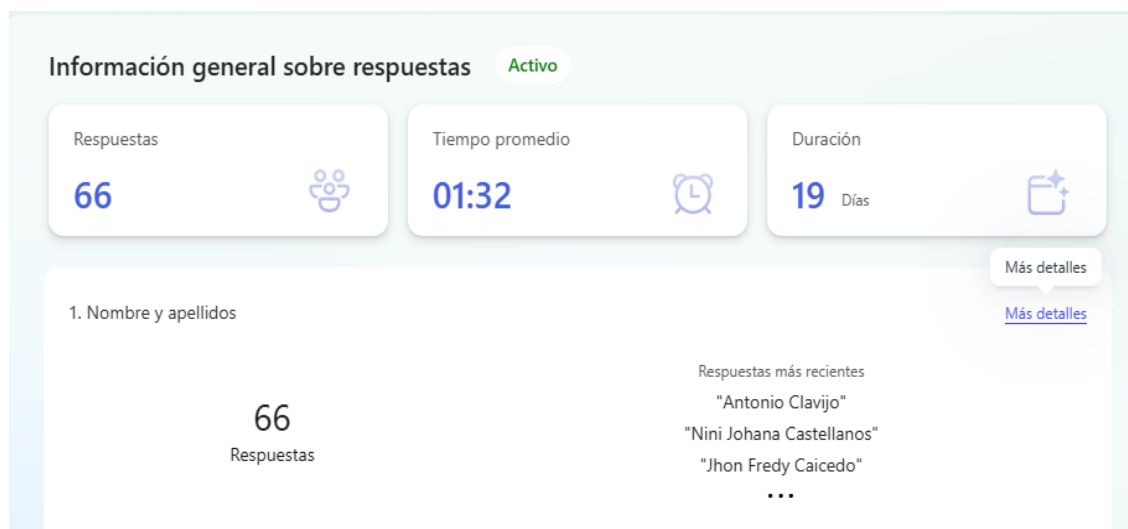 Información general sobre respuestas Activo
Respuestas
66
Tiempo promedio
01:32
Duración
19 Días
Más detalles
1. Nombre y apellidos
Más detalles
66
Respuestas
Respuestas más recientes
"Antonio Clavijo"
"Nini Johana Castellanos"
"Jhon Fredy Caicedo"
...